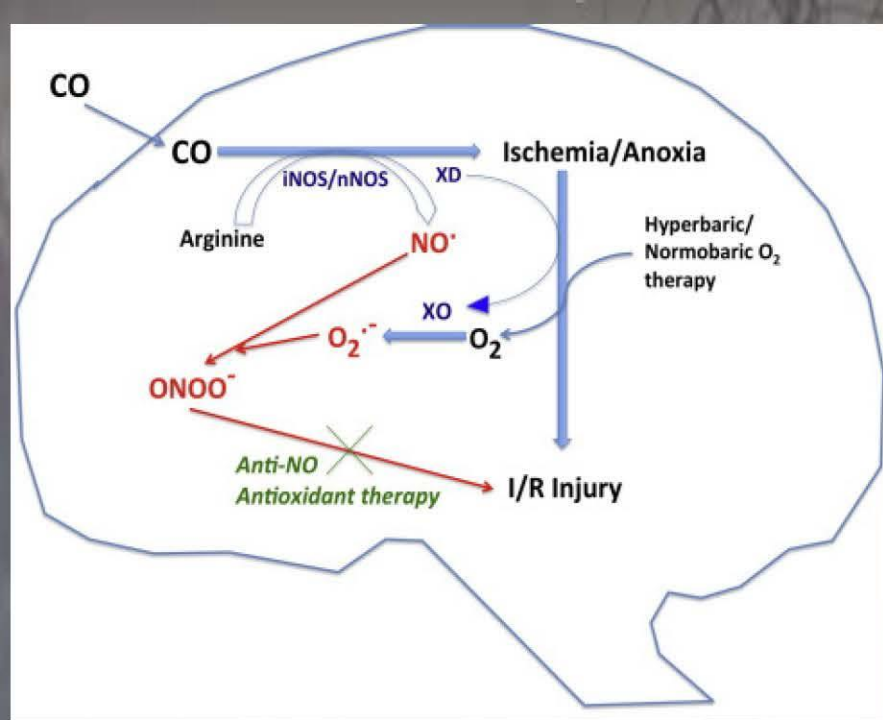 CO
CO
Ischemia/Anoxia
iNOS/nNOS
XD
Arginine
NO˙
Hyperbaric/
Normobaric O₂
therapy
XO
O₂˙⁻
O₂
ONOO⁻
Anti-NO
Antioxidant therapy
I/R Injury